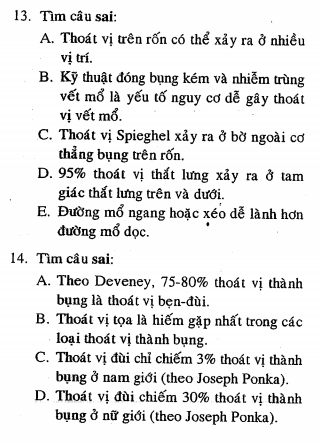 13. Tìm câu sai:
A. Thoát vị trên rốn có thể xảy ra ở nhiều
vị trí.
B. Kỹ thuật đóng bụng kém và nhiễm trùng
vết mổ là yếu tố nguy cơ dễ gây thoát
vị vết mổ.
C. Thoát vị Spieghel xảy ra ở bờ ngoài cơ
thẳng bụng trên rốn.
D. 95% thoát vị thắt lưng xảy ra ở tam
giác thắt lưng trên và dưới.
E. Đường mổ ngang hoặc xéo dễ lành hơn
đường mổ dọc.
14. Tìm câu sai:
A. Theo Deveney, 75-80% thoát vị thành
bụng là thoát vị bẹn-đùi.
B. Thoát vị tọa là hiếm gặp nhất trong các
loại thoát vị thành bụng.
C. Thoát vị đùi chỉ chiếm 3% thoát vị thành
bụng ở nam giới (theo Joseph Ponka).
D. Thoát vị đùi chiếm 30% thoát vị thành
bụng ở nữ giới (theo Joseph Ponka).